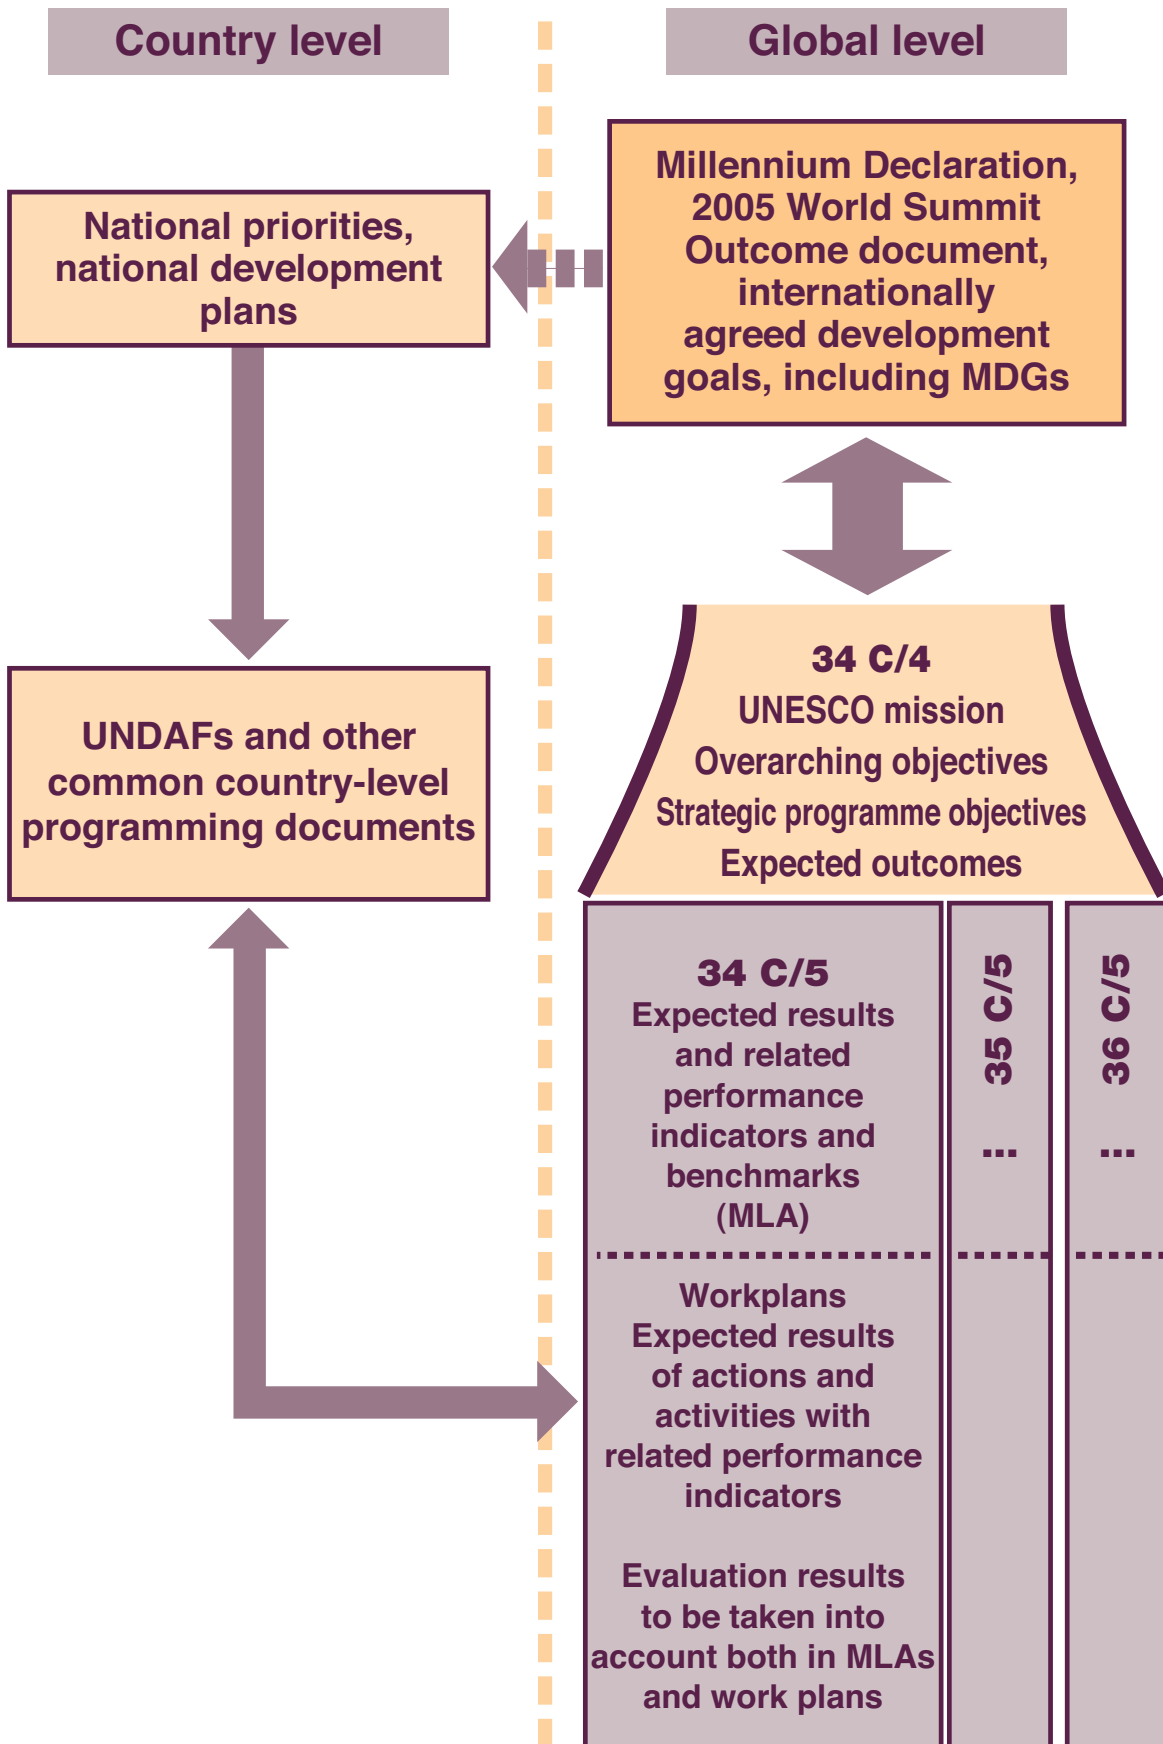 Country level
Global level
National priorities,
national development
plans
Millennium Declaration,
2005 World Summit
Outcome document,
internationally
agreed development
goals, including MDGs
UNDAFs and other
common country-level
programming documents
34 C/4
UNESCO mission
Overarching objectives
Strategic programme objectives
Expected outcomes
34 C/5
Expected results
and related
performance
indicators and
benchmarks
(MLA)
Workplans
Expected results
of actions and
activities with
related performance
indicators
Evaluation results
to be taken into
account both in MLAs
and work plans
35 C/5
...
36 C/5
...